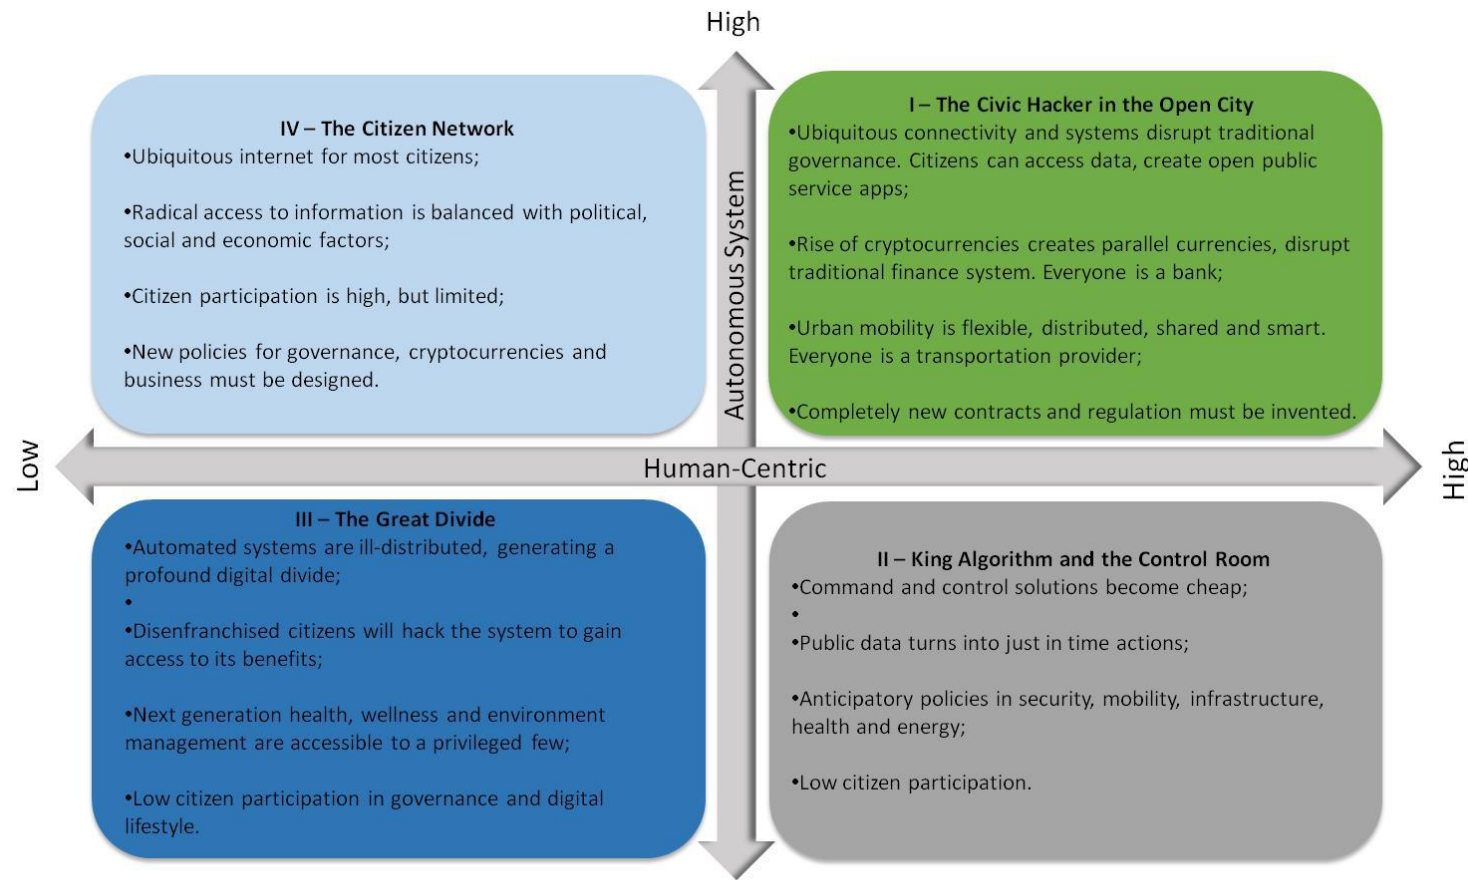 High
IV – The Citizen Network
•Ubiquitous internet for most citizens;
•Radical access to information is balanced with political,
social and economic factors;
•Citizen participation is high, but limited;
•New policies for governance, cryptocurrencies and
business must be designed.
Autonomous System
I – The Civic Hacker in the Open City
•Ubiquitous connectivity and systems disrupt traditional
governance. Citizens can access data, create open public
service apps;
•Rise of cryptocurrencies creates parallel currencies, disrupt
traditional finance system. Everyone is a bank;
•Urban mobility is flexible, distributed, shared and smart.
Everyone is a transportation provider;
•Completely new contracts and regulation must be invented.
Low
Human-Centric
High
III – The Great Divide
•Automated systems are ill-distributed, generating a
profound digital divide;
•
•Disenfranchised citizens will hack the system to gain
access to its benefits;
•Next generation health, wellness and environment
management are accessible to a privileged few;
•Low citizen participation in governance and digital
lifestyle.
II – King Algorithm and the Control Room
•Command and control solutions become cheap;
•
•Public data turns into just in time actions;
•Anticipatory policies in security, mobility, infrastructure,
health and energy;
•Low citizen participation.